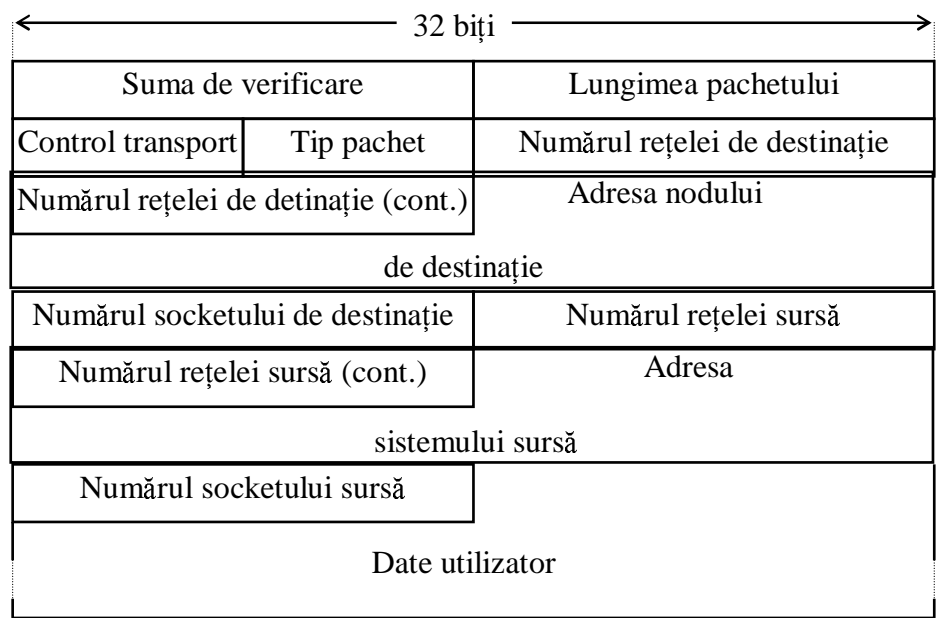 32 biți
Suma de verificare
Lungimea pachetului
Control transport
Tip pachet
Numărul rețelei de destinație
Numărul rețelei de detinație (cont.)
Adresa nodului
de destinație
Numărul socketului de destinație
Numărul rețelei sursă
Numărul rețelei sursă (cont.)
Adresa
sistemului sursă
Numărul socketului sursă
Date utilizator